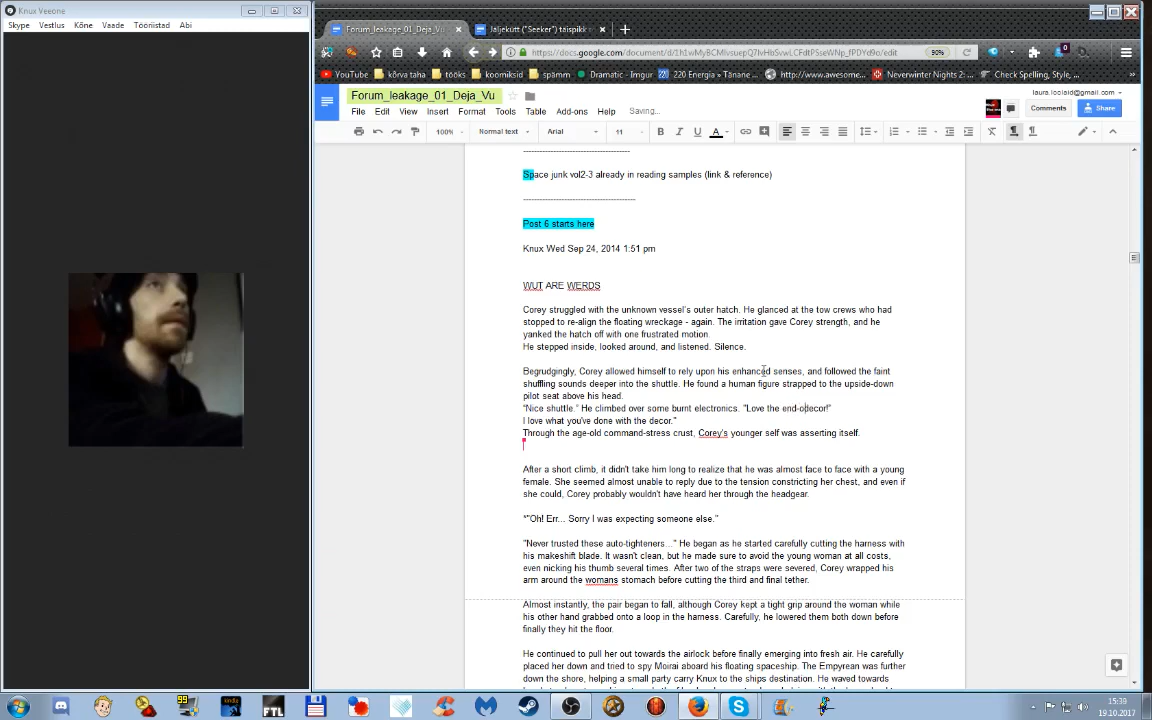 Knux Veeone
Skype Vestlus Kõne Vaade Tööriistad Abi
Forum_leakage_01_Deja_Vu
Jäljekütt ("Seeker") täispikk
https://docs.google.com/document/d/1h1wMyBCMIvsuepQ7IvHbSvwLCFdtPSseWNp_fPDYd9o/edit
90%
YouTube kõrva taha tööks koomiksid spämm Dramatic - Imgur 220 Energia » Tänane ... http://www.awesome... Neverwinter Nights 2: ... Check Spelling, Style, ...
laura.loolaid@gmail.com
Forum_leakage_01_Deja_Vu
File Edit View Insert Format Tools Table Add-ons Help Saving...
Comments Share
100% Normal text Arial 11 B I U A
Space junk vol2-3 already in reading samples (link & reference)
Post 6 starts here
Knux Wed Sep 24, 2014 1:51 pm
WUT ARE WERDS
Corey struggled with the unknown vessel's outer hatch. He glanced at the tow crews who had
stopped to re-align the floating wreckage - again. The irritation gave Corey strength, and he
yanked the hatch off with one frustrated motion.
He stepped inside, looked around, and listened. Silence.
Begrudgingly, Corey allowed himself to rely upon his enhanced senses, and followed the faint
shuffling sounds deeper into the shuttle. He found a human figure strapped to the upside-down
pilot seat above his head.
"Nice shuttle." He climbed over some burnt electronics. "Love the end-odecor!"
I love what you've done with the decor."
Through the age-old command-stress crust, Corey's younger self was asserting itself.
After a short climb, it didn't take him long to realize that he was almost face to face with a young
female. She seemed almost unable to reply due to the tension constricting her chest, and even if
she could, Corey probably wouldn't have heard her through the headgear.
*"Oh! Err... Sorry I was expecting someone else."
"Never trusted these auto-tighteners..." He began as he started carefully cutting the harness with
his makeshift blade. It wasn't clean, but he made sure to avoid the young woman at all costs,
even nicking his thumb several times. After two of the straps were severed, Corey wrapped his
arm around the womans stomach before cutting the third and final tether.
Almost instantly, the pair began to fall, although Corey kept a tight grip around the woman while
his other hand grabbed onto a loop in the harness. Carefully, he lowered them both down before
finally they hit the floor.
He continued to pull her out towards the airlock before finally emerging into fresh air. He carefully
placed her down and tried to spy Moirai aboard his floating spaceship. The Empyrean was further
down the shore, helping a small party carry Knux to the ships destination. He waved towards
99 kindle FTL
15:39
19.10.2017